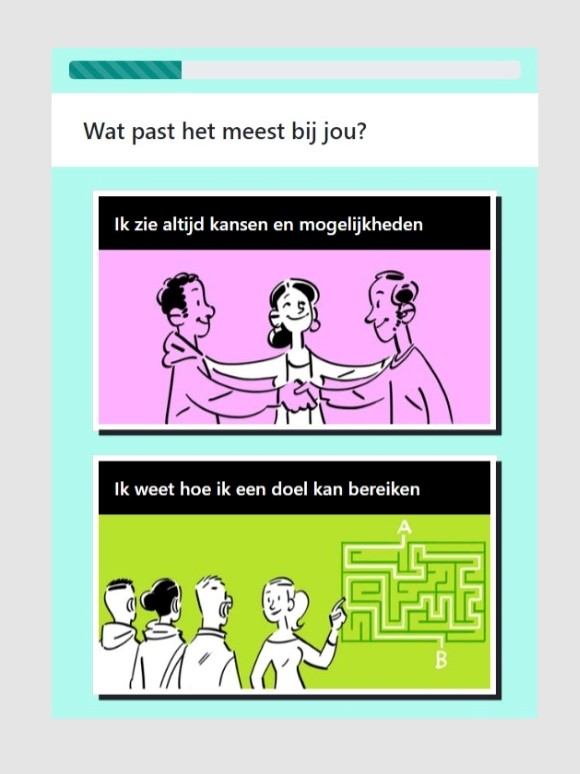 Wat past het meest bij jou?
Ik zie altijd kansen en mogelijkheden
Ik weet hoe ik een doel kan bereiken
A
B